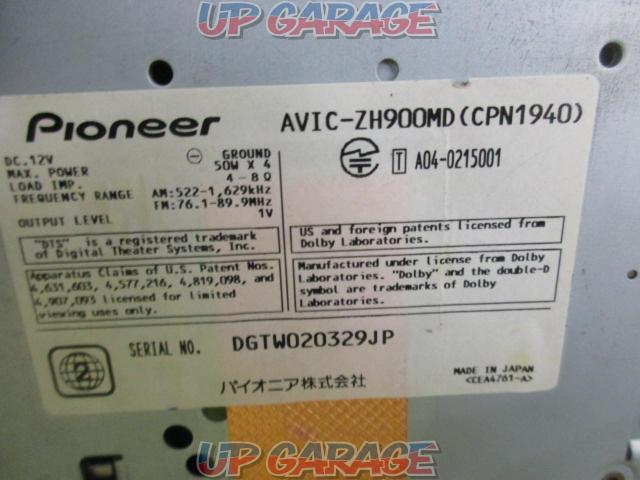 UP GARAGE
Pioneer
AVIC-ZH900MD(CPN1940)
DC.12V
GROUND
MAX. POWER 50W X 4
LOAD IMP. 4-8Ω
FREQUENCY RANGE AM:522-1,629kHz
FM:76.1-89.9MHz
OUTPUT LEVEL 1V
T A04-0215001
"DTS" is a registered trademark
of Digital Theater Systems, Inc.
US and foreign patents licensed from
Dolby Laboratories.
Apparatus Claims of U.S. Patent Nos.
4,631,603, 4,577,216, 4,819,098, and
4,907,093 licensed for limited
viewing uses only.
Manufactured under license from Dolby
Laboratories. "Dolby" and the double-D
symbol are trademarks of Dolby
Laboratories.
2
SERIAL NO. DGTW020329JP
パイオニア株式会社
MADE IN JAPAN
<CEA4761-A>
UP GARAGE